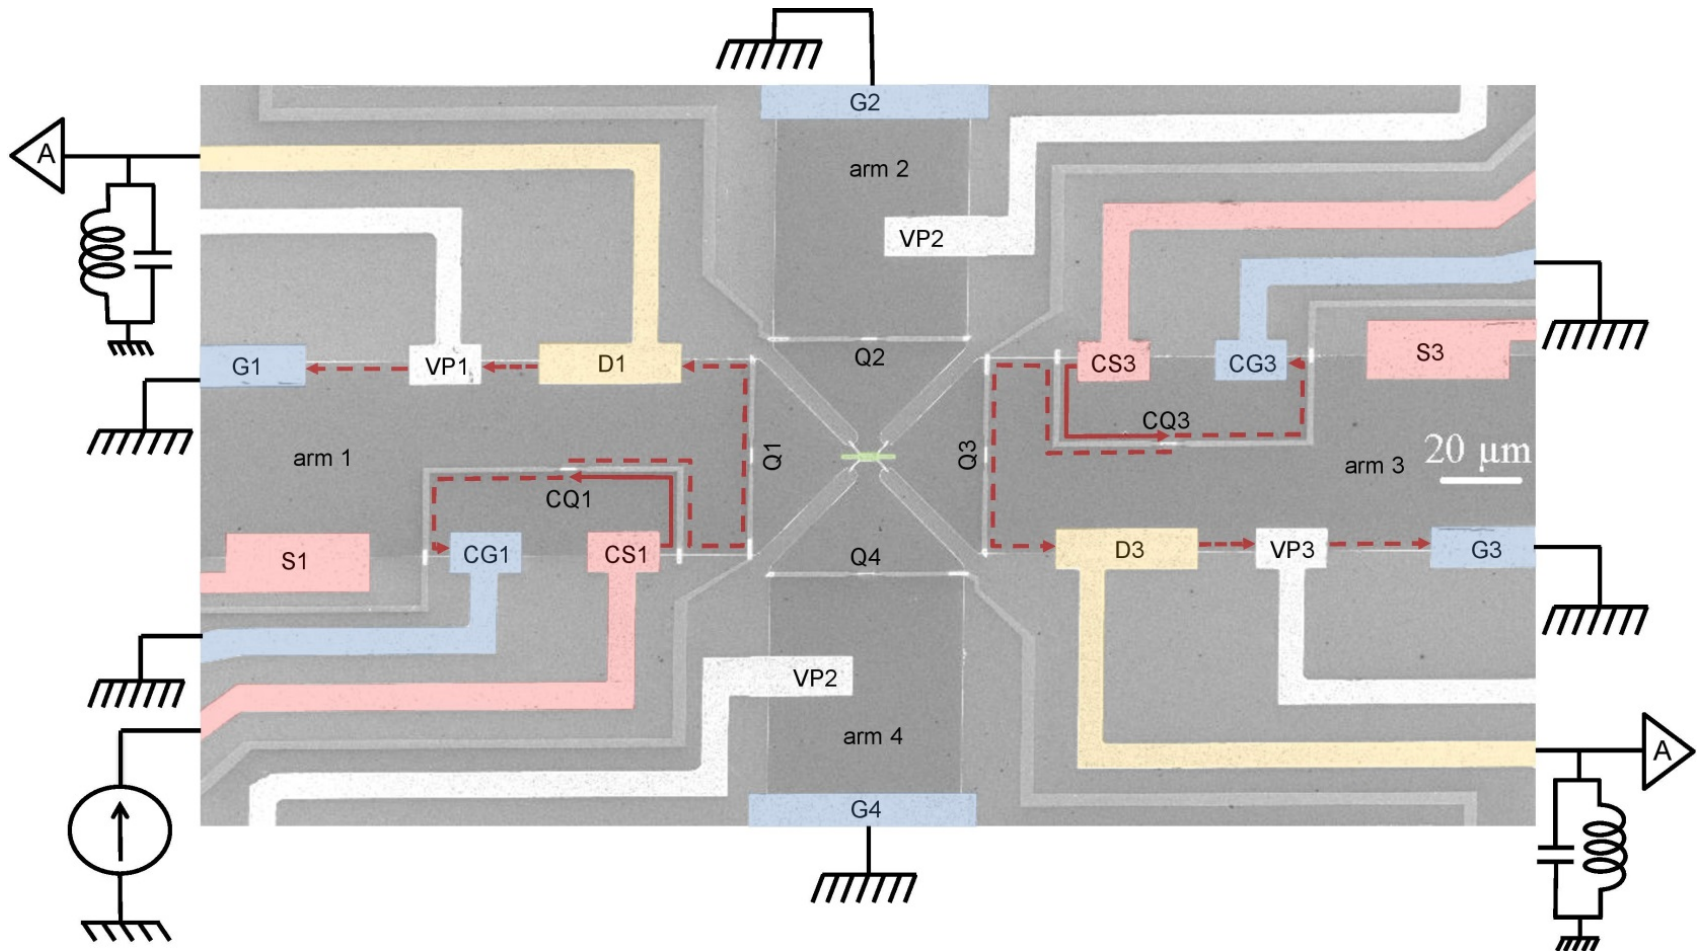 G2
A
arm 2
VP2
G1
VP1
D1
Q2
CS3
CG3
S3
CQ3
arm 1
Q1
Q3
arm 3
20 µm
CQ1
S1
CG1
CS1
Q4
D3
VP3
G3
VP2
arm 4
A
G4